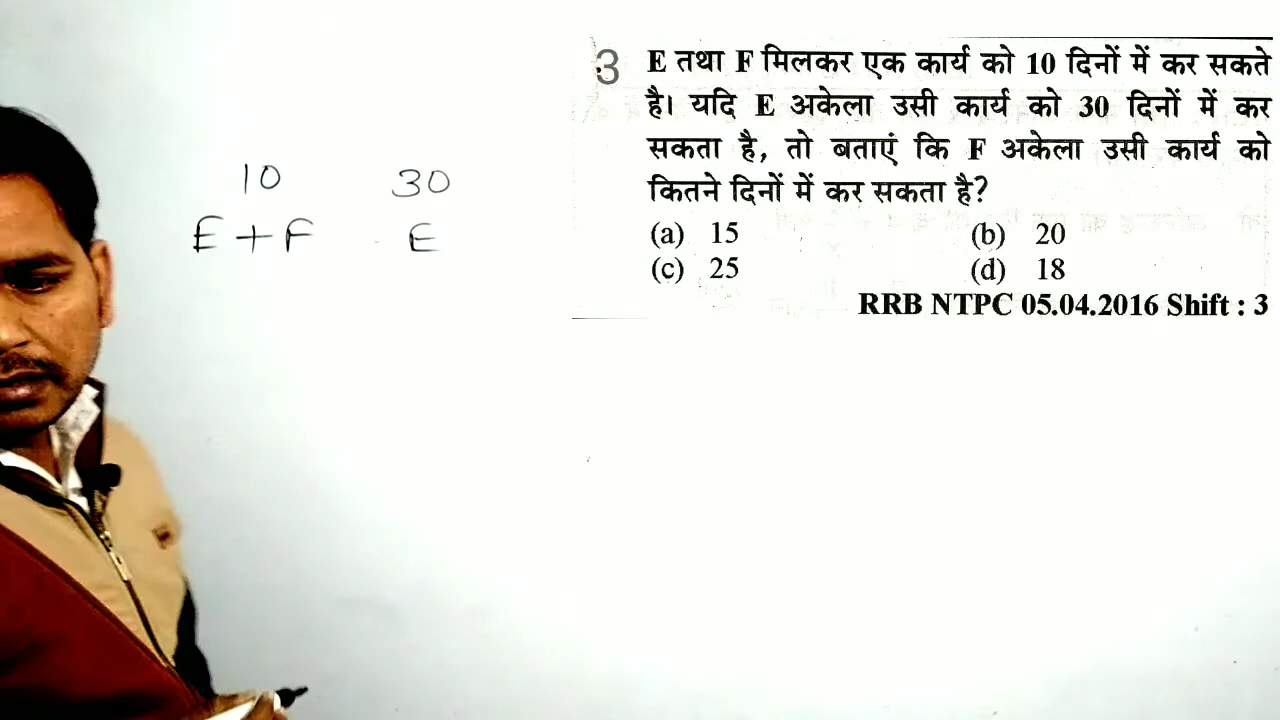 3 E तथा F मिलकर एक कार्य को 10 दिनों में कर सकते
है। यदि E अकेला उसी कार्य को 30 दिनों में कर
सकता है, तो बताएं कि F अकेला उसी कार्य को
कितने दिनों में कर सकता है?
(a) 15 (b) 20
(c) 25 (d) 18
RRB NTPC 05.04.2016 Shift : 3
10 30
E + F E